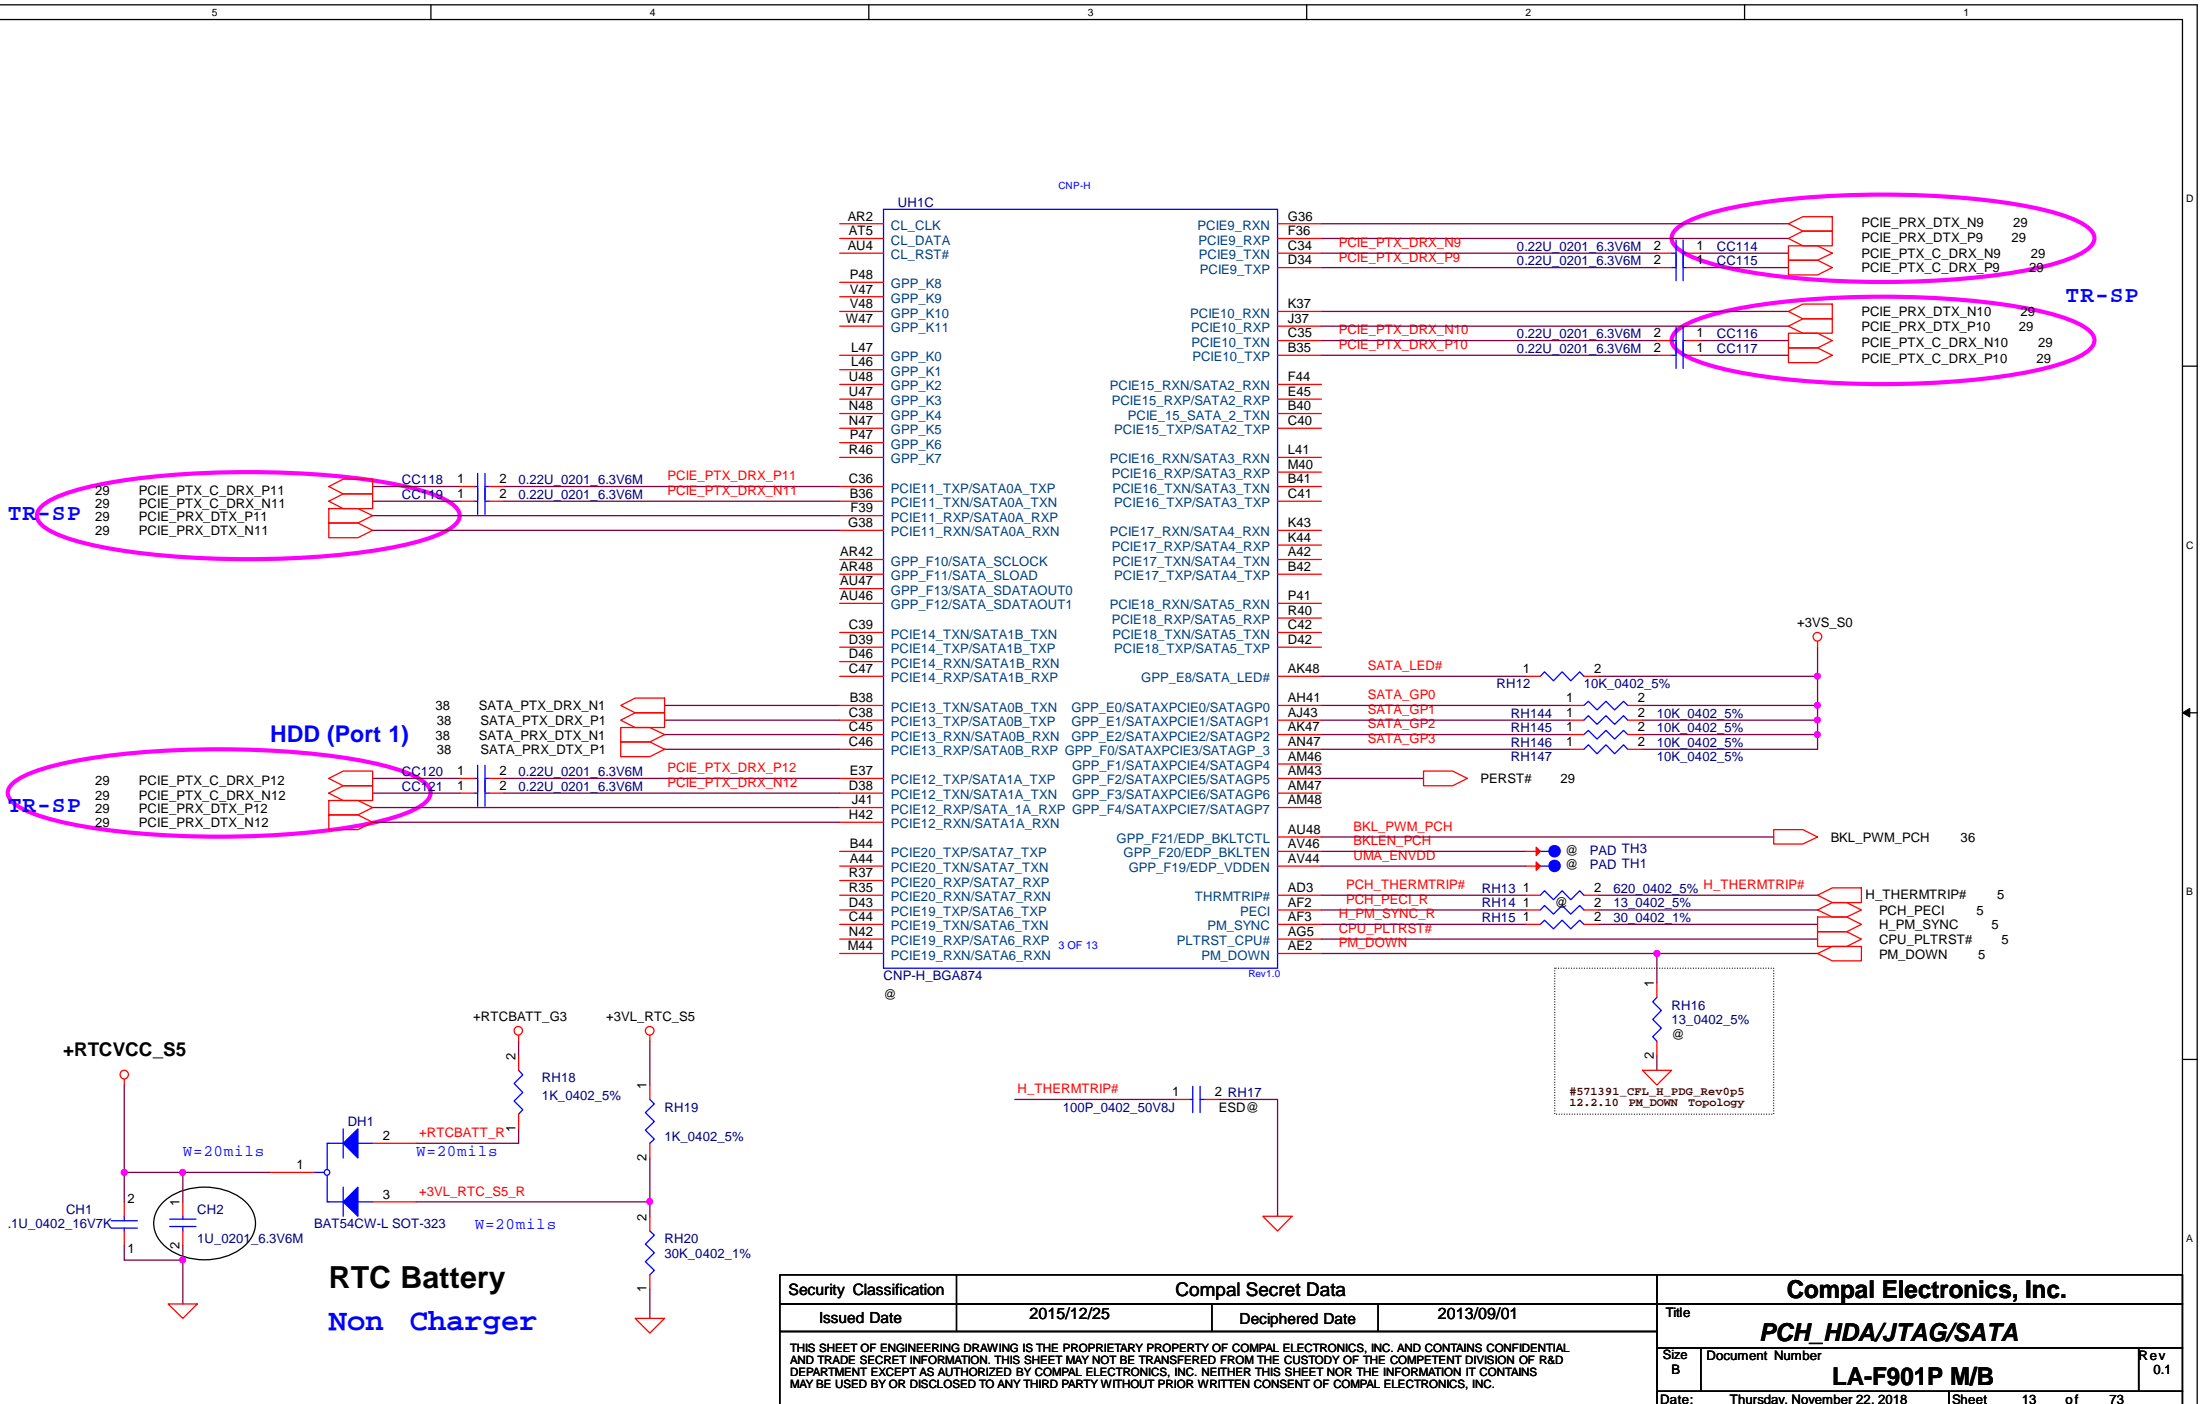 5 4 3 2 1
D
C
B
A
CNP-H
UH1C
AR2 CL_CLK
AT5 CL_DATA
AU4 CL_RST#
P48 GPP_K8
V47 GPP_K9
V48 GPP_K10
W47 GPP_K11
L47 GPP_K0
L46 GPP_K1
U48 GPP_K2
U47 GPP_K3
N48 GPP_K4
N47 GPP_K5
P47 GPP_K6
R46 GPP_K7
TR-SP
29 PCIE_PTX_C_DRX_P11 CC118 1 2 0.22U_0201_6.3V6M PCIE_PTX_DRX_P11 C36 PCIE11_TXP/SATA0A_TXP
29 PCIE_PTX_C_DRX_N11 CC119 1 2 0.22U_0201_6.3V6M PCIE_PTX_DRX_N11 B36 PCIE11_TXN/SATA0A_TXN
29 PCIE_PRX_DTX_P11 F39 PCIE11_RXP/SATA0A_RXP
29 PCIE_PRX_DTX_N11 G38 PCIE11_RXN/SATA0A_RXN
AR42 GPP_F10/SATA_SCLOCK
AR48 GPP_F11/SATA_SLOAD
AU47 GPP_F13/SATA_SDATAOUT0
AU46 GPP_F12/SATA_SDATAOUT1
C39 PCIE14_TXN/SATA1B_TXN
D39 PCIE14_TXP/SATA1B_TXP
D46 PCIE14_RXN/SATA1B_RXN
C47 PCIE14_RXP/SATA1B_RXP
HDD (Port 1)
38 SATA_PTX_DRX_N1 B38 PCIE13_TXN/SATA0B_TXN
38 SATA_PTX_DRX_P1 C38 PCIE13_TXP/SATA0B_TXP
38 SATA_PRX_DTX_N1 C45 PCIE13_RXN/SATA0B_RXN
38 SATA_PRX_DTX_P1 C46 PCIE13_RXP/SATA0B_RXP
TR-SP
29 PCIE_PTX_C_DRX_P12 CC120 1 2 0.22U_0201_6.3V6M PCIE_PTX_DRX_P12 E37 PCIE12_TXP/SATA1A_TXP
29 PCIE_PTX_C_DRX_N12 CC121 1 2 0.22U_0201_6.3V6M PCIE_PTX_DRX_N12 D38 PCIE12_TXN/SATA1A_TXN
29 PCIE_PRX_DTX_P12 J41 PCIE12_RXP/SATA_1A_RXP
29 PCIE_PRX_DTX_N12 H42 PCIE12_RXN/SATA1A_RXN
B44 PCIE20_TXP/SATA7_TXP
A44 PCIE20_TXN/SATA7_TXN
R37 PCIE20_RXP/SATA7_RXP
R35 PCIE20_RXN/SATA7_RXN
D43 PCIE19_TXP/SATA6_TXP
C44 PCIE19_TXN/SATA6_TXN
N42 PCIE19_RXP/SATA6_RXP
M44 PCIE19_RXN/SATA6_RXN
3 OF 13
CNP-H_BGA874
@
Rev1.0
PCIE9_RXN G36 PCIE_PRX_DTX_N9 29
PCIE9_RXP F36 PCIE_PRX_DTX_P9 29
PCIE9_TXN C34 PCIE_PTX_DRX_N9 0.22U_0201_6.3V6M 2 1 CC114 PCIE_PTX_C_DRX_N9 29
PCIE9_TXP D34 PCIE_PTX_DRX_P9 0.22U_0201_6.3V6M 2 1 CC115 PCIE_PTX_C_DRX_P9 29
TR-SP
PCIE10_RXN K37 PCIE_PRX_DTX_N10 29
PCIE10_RXP J37 PCIE_PRX_DTX_P10 29
PCIE10_TXN C35 PCIE_PTX_DRX_N10 0.22U_0201_6.3V6M 2 1 CC116 PCIE_PTX_C_DRX_N10 29
PCIE10_TXP B35 PCIE_PTX_DRX_P10 0.22U_0201_6.3V6M 2 1 CC117 PCIE_PTX_C_DRX_P10 29
PCIE15_RXN/SATA2_RXN F44
PCIE15_RXP/SATA2_RXP E45
PCIE_15_SATA_2_TXN B40
PCIE15_TXP/SATA2_TXP C40
PCIE16_RXN/SATA3_RXN L41
PCIE16_RXP/SATA3_RXP M40
PCIE16_TXN/SATA3_TXN B41
PCIE16_TXP/SATA3_TXP C41
PCIE17_RXN/SATA4_RXN K43
PCIE17_RXP/SATA4_RXP K44
PCIE17_TXN/SATA4_TXN A42
PCIE17_TXP/SATA4_TXP B42
PCIE18_RXN/SATA5_RXN P41
PCIE18_RXP/SATA5_RXP R40
PCIE18_TXN/SATA5_TXN C42
PCIE18_TXP/SATA5_TXP D42
+3VS_S0
GPP_E8/SATA_LED# AK48 SATA_LED# 1 2 RH12 10K_0402_5%
GPP_E0/SATAXPCIE0/SATAGP0 AH41 SATA_GP0 1 2 RH144 10K_0402_5%
GPP_E1/SATAXPCIE1/SATAGP1 AJ43 SATA_GP1 1 2 RH145 10K_0402_5%
GPP_E2/SATAXPCIE2/SATAGP2 AK47 SATA_GP2 1 2 RH146 10K_0402_5%
GPP_F0/SATAXPCIE3/SATAGP_3 AN47 SATA_GP3 1 2 RH147 10K_0402_5%
GPP_F1/SATAXPCIE4/SATAGP4 AM46
GPP_F2/SATAXPCIE5/SATAGP5 AM43 PERST# 29
GPP_F3/SATAXPCIE6/SATAGP6 AM47
GPP_F4/SATAXPCIE7/SATAGP7 AM48
GPP_F21/EDP_BKLTCTL AU48 BKL_PWM_PCH BKL_PWM_PCH 36
GPP_F20/EDP_BKLTEN AV46 BKLEN_PCH @ PAD TH3
GPP_F19/EDP_VDDEN AV44 UMA_ENVDD @ PAD TH1
THRMTRIP# AD3 PCH_THERMTRIP# RH13 1 2 620_0402_5% H_THERMTRIP# H_THERMTRIP# 5
PECI AF2 PCH_PECI_R RH14 1 @ 2 13_0402_5% PCH_PECI 5
PM_SYNC AF3 H_PM_SYNC_R RH15 1 2 30_0402_1% H_PM_SYNC 5
PLTRST_CPU# AG5 CPU_PLTRST# CPU_PLTRST# 5
PM_DOWN AE2 PM_DOWN PM_DOWN 5
1
RH16
13_0402_5%
@
2
#571391_CFL_H_PDG_Rev0p5
12.2.10 PM_DOWN Topology
+RTCVCC_S5
+RTCBATT_G3
+3VL_RTC_S5
2
RH18
1K_0402_5%
1
1
RH19
1K_0402_5%
2
DH1
2 +RTCBATT_R
W=20mils
W=20mils
1
3 +3VL_RTC_S5_R
BAT54CW-L SOT-323
W=20mils
2
CH1
.1U_0402_16V7K
1
1
CH2
1U_0201_6.3V6M
2
2
RH20
30K_0402_1%
1
RTC Battery
Non Charger
H_THERMTRIP# 1 2 RH17
100P_0402_50V8J ESD@
Security Classification
Compal Secret Data
Issued Date 2015/12/25 Deciphered Date 2013/09/01
THIS SHEET OF ENGINEERING DRAWING IS THE PROPRIETARY PROPERTY OF COMPAL ELECTRONICS, INC. AND CONTAINS CONFIDENTIAL
AND TRADE SECRET INFORMATION. THIS SHEET MAY NOT BE TRANSFERED FROM THE CUSTODY OF THE COMPETENT DIVISION OF R&D
DEPARTMENT EXCEPT AS AUTHORIZED BY COMPAL ELECTRONICS, INC. NEITHER THIS SHEET NOR THE INFORMATION IT CONTAINS
MAY BE USED BY OR DISCLOSED TO ANY THIRD PARTY WITHOUT PRIOR WRITTEN CONSENT OF COMPAL ELECTRONICS, INC.
Compal Electronics, Inc.
Title
PCH_HDA/JTAG/SATA
Size B
Document Number
LA-F901P M/B
Rev 0.1
Date: Thursday, November 22, 2018 Sheet 13 of 73